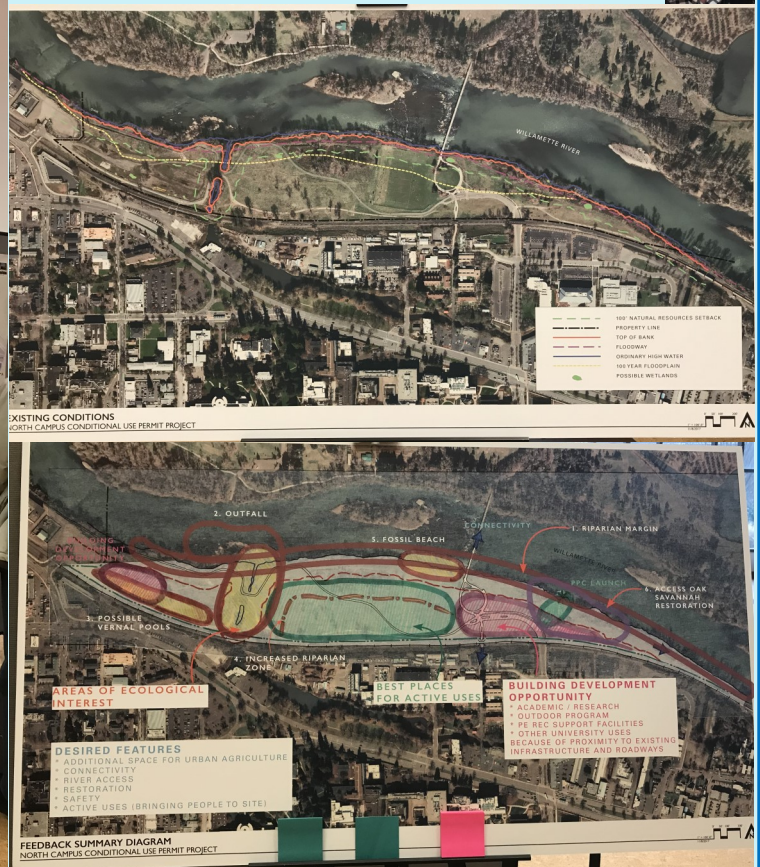 WILLAMETTE RIVER
100' NATURAL RESOURCES SETBACK
PROPERTY LINE
TOP OF BANK
FLOODWAY
ORDINARY HIGH WATER
100 YEAR FLOODPLAIN
POSSIBLE WETLANDS
EXISTING CONDITIONS
NORTH CAMPUS CONDITIONAL USE PERMIT PROJECT
2. OUTFALL
CONNECTIVITY
1. RIPARIAN MARGIN
5. FOSSIL BEACH
BUILDING
DEVELOPMENT
OPPORTUNITY
WILLAMETTE
PPC LAUNCH
6. ACCESS OAK
SAVANNAH
RESTORATION
3. POSSIBLE
VERNAL POOLS
4. INCREASED RIPARIAN
ZONE
AREAS OF ECOLOGICAL
INTEREST
BEST PLACES
FOR ACTIVE USES
BUILDING DEVELOPMENT
OPPORTUNITY
* ACADEMIC / RESEARCH
* OUTDOOR PROGRAM
* PE REC SUPPORT FACILITIES
* OTHER UNIVERSITY USES
BECAUSE OF PROXIMITY TO EXISTING
INFRASTRUCTURE AND ROADWAYS
DESIRED FEATURES
* ADDITIONAL SPACE FOR URBAN AGRICULTURE
* CONNECTIVITY
* RIVER ACCESS
* RESTORATION
* SAFETY
* ACTIVE USES (BRINGING PEOPLE TO SITE)
FEEDBACK SUMMARY DIAGRAM
NORTH CAMPUS CONDITIONAL USE PERMIT PROJECT